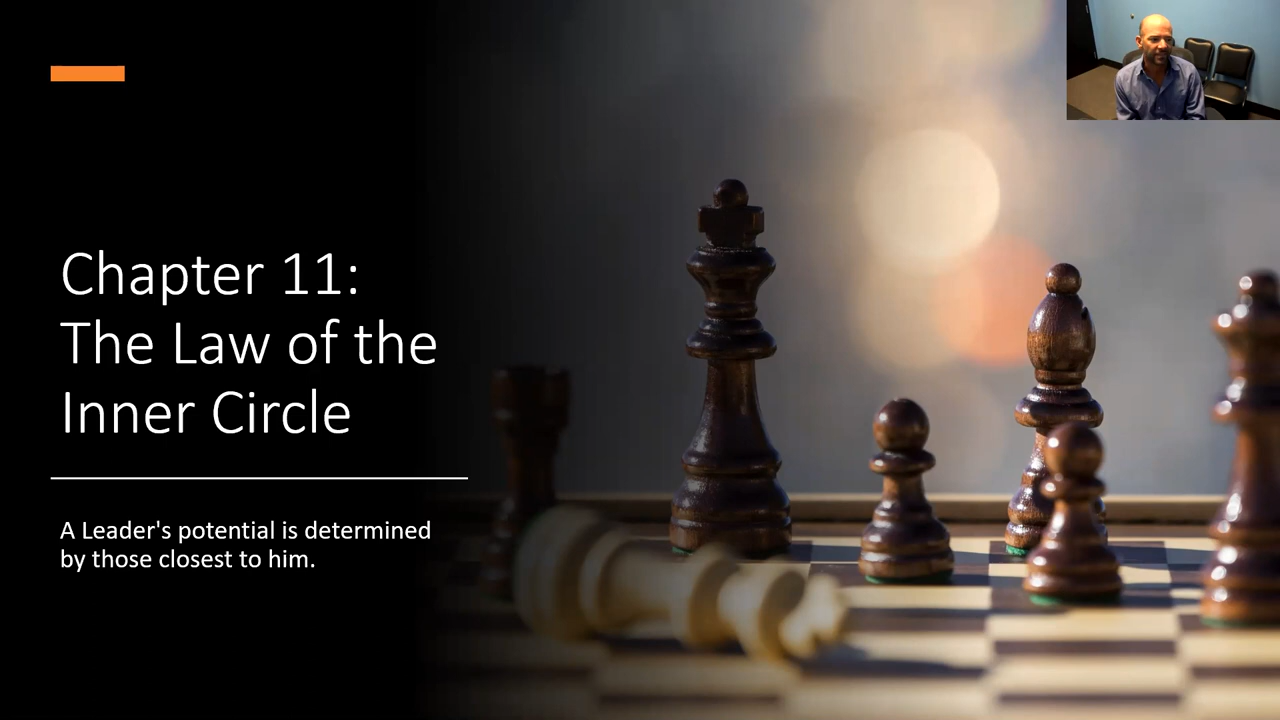 Chapter 11:
The Law of the
Inner Circle
A Leader's potential is determined
by those closest to him.